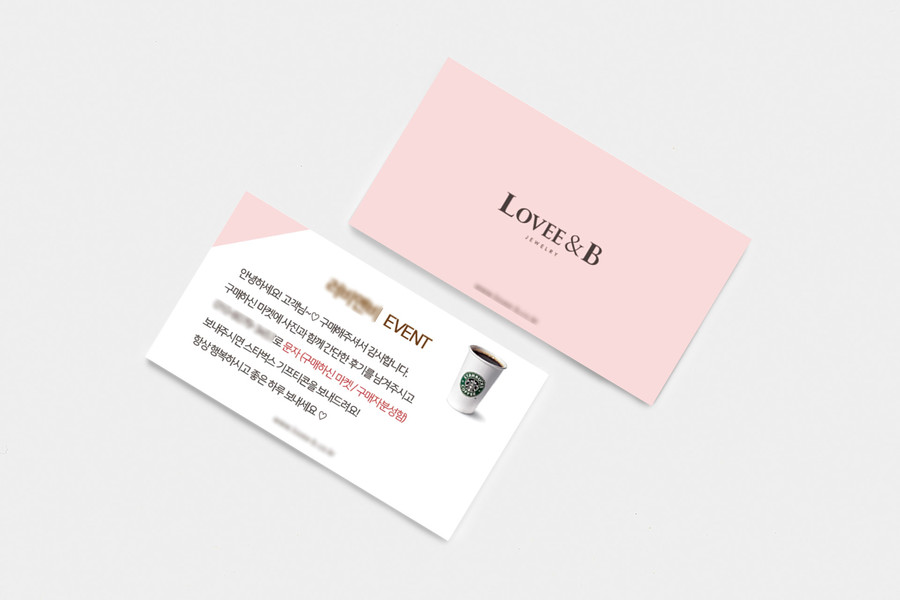 LOVEE & B
JEWELRY
EVENT
안녕하세요! 고객님~♡ 구매해주셔서 감사합니다.
구매하신 마켓에 사진과 함께 간단한 후기를 남겨주시고
로 문자 (구매하신 마켓 / 구매자분성함)
보내주시면 스타벅스 기프티콘을 보내드려요!
항상 행복하시고 좋은 하루 보내세요 ♡